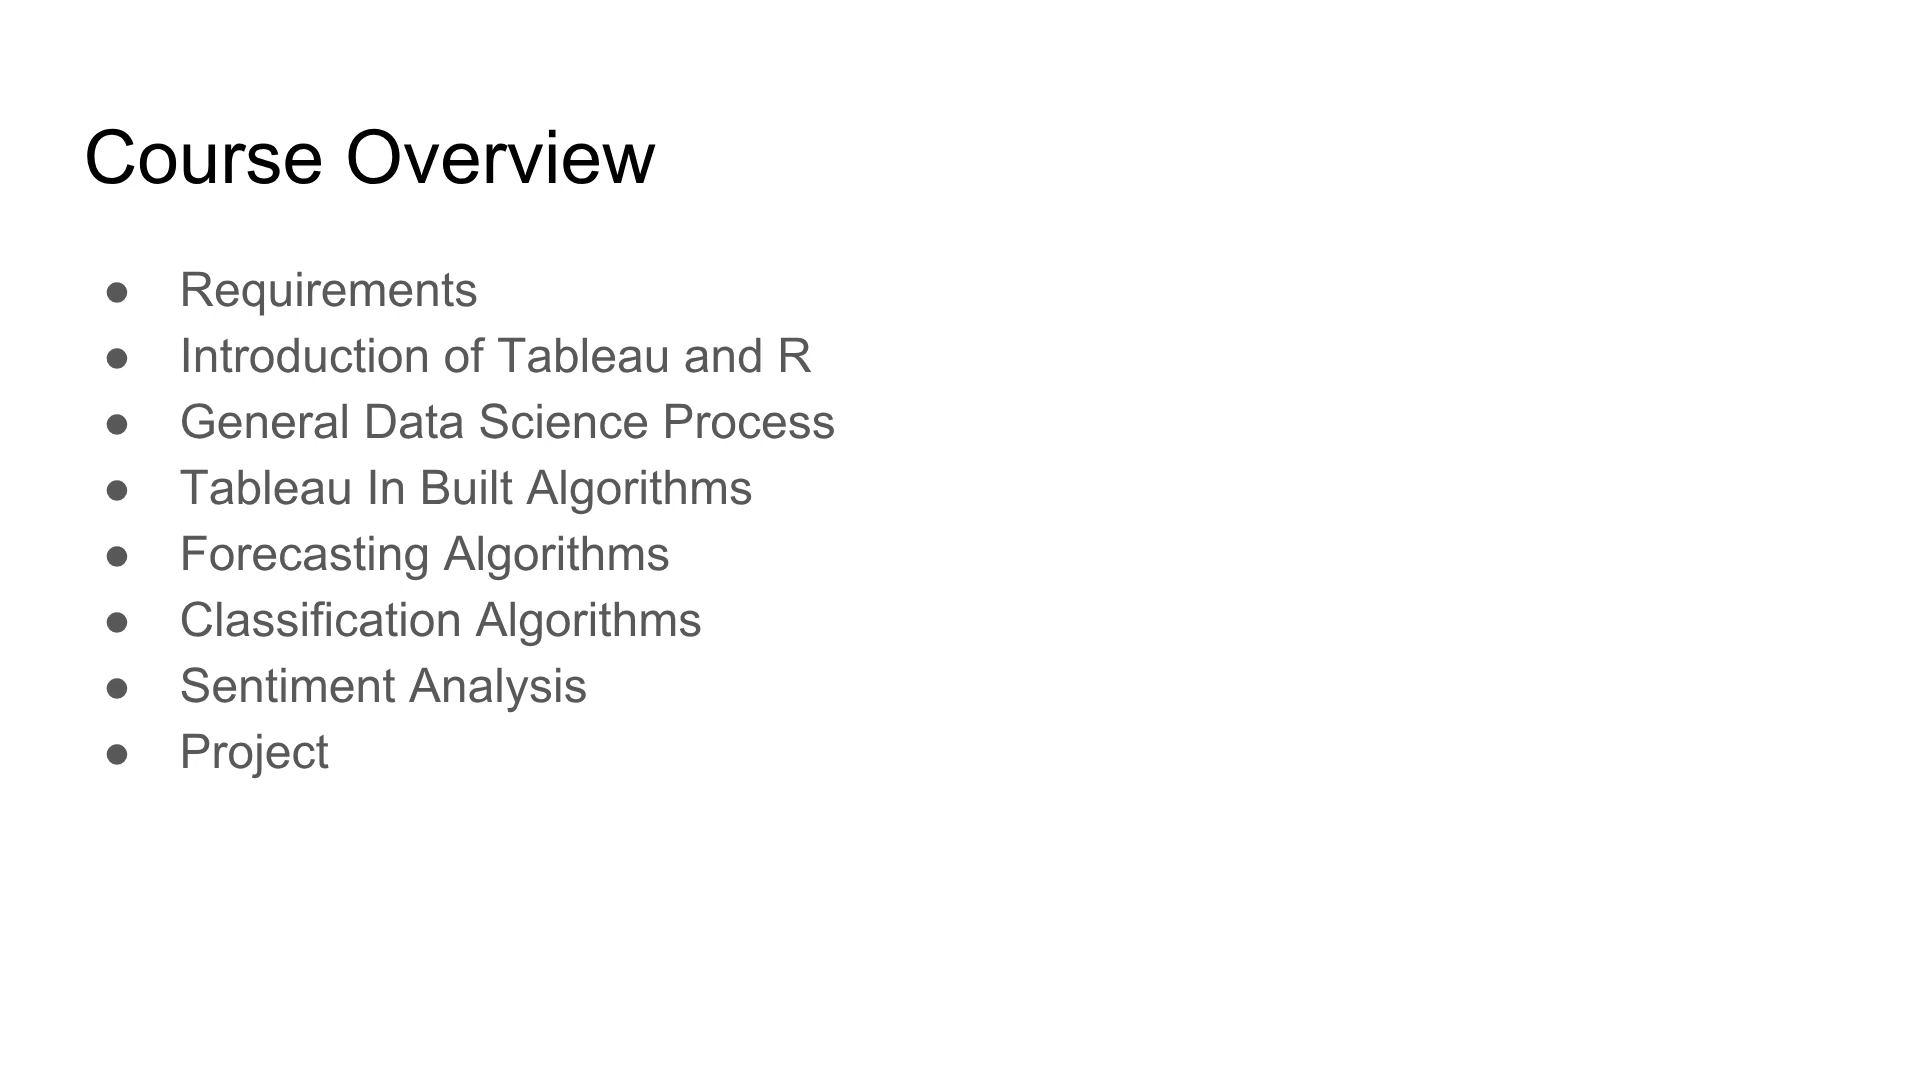 Course Overview
● Requirements
● Introduction of Tableau and R
● General Data Science Process
● Tableau In Built Algorithms
● Forecasting Algorithms
● Classification Algorithms
● Sentiment Analysis
● Project